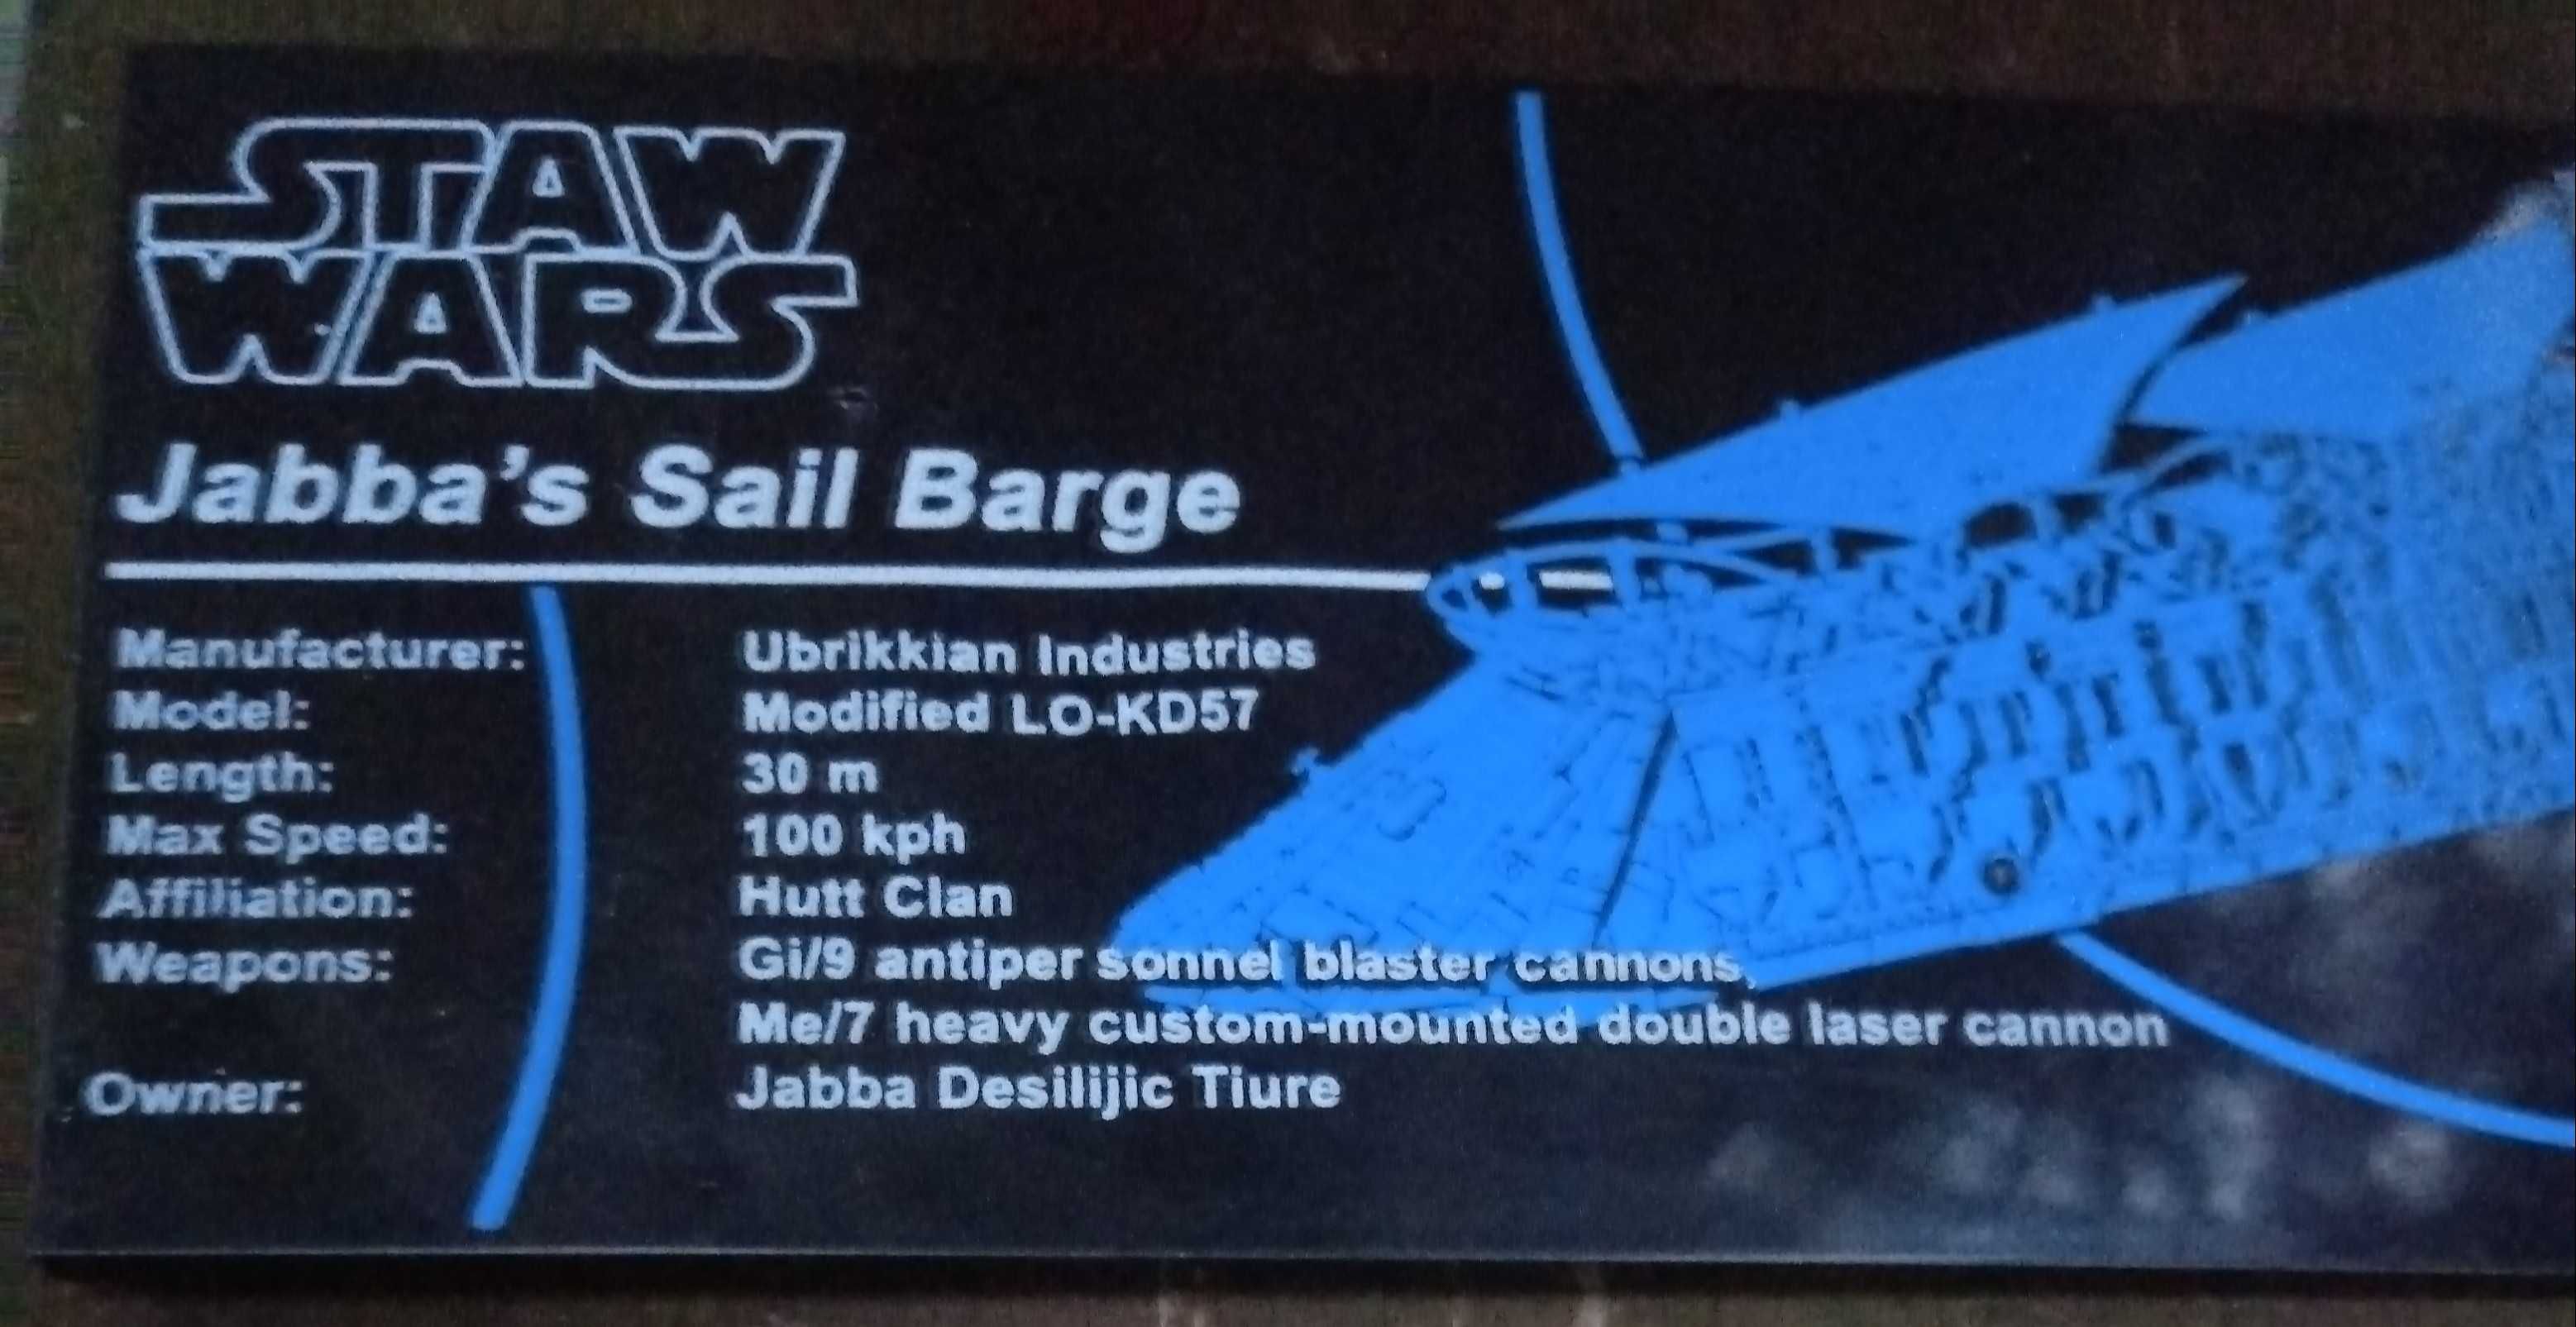 STAW
WARS
Jabba's Sail Barge
Manufacturer: Ubrikkian Industries
Model: Modified LO-KD57
Length: 30 m
Max Speed: 100 kph
Affiliation: Hutt Clan
Weapons: Gi/9 antiper sonnel blaster cannons,
Me/7 heavy custom-mounted double laser cannon
Owner: Jabba Desilijic Tiure